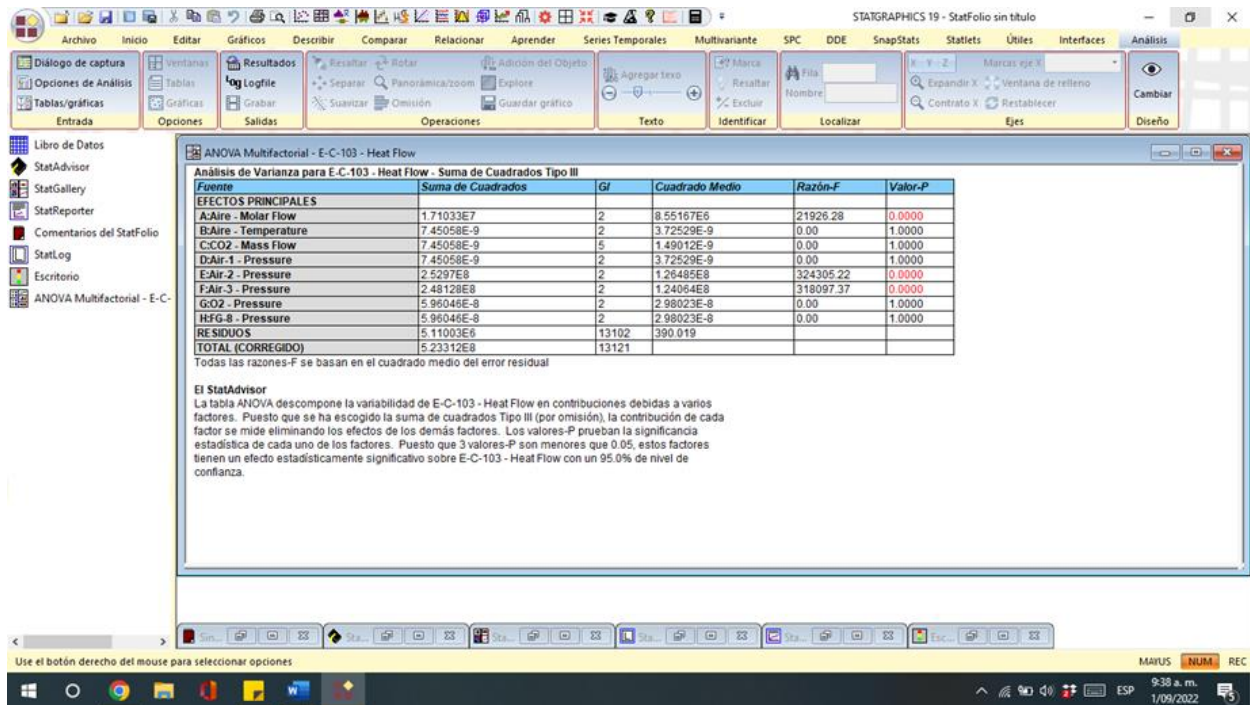 STATGRAPHICS 19 - StatFolio sin título
Archivo Inicio Editar Gráficos Describir Comparar Relacionar Aprender Series Temporales Multivariante SPC DDE SnapStats Statlets Útiles Interfaces Análisis
Diálogo de captura
Opciones de Análisis
Tablas/gráficas
Entrada
Ventanas
Tablas
Gráficas
Opciones
Resultados
Logfile
Grabar
Salidas
Resaltar Rotar Adición del Objeto
Separar Panorámica/zoom Explore
Suavizar Omisión Guardar gráfico
Operaciones
Agregar texo
Texto
Marca
Resaltar
Excluir
Identificar
Fila
Nombre
Localizar
X Y Z Marcas eje X
Expandir X Ventana de relleno
Contrato X Restablecer
Ejes
Cambiar
Diseño
Libro de Datos
StatAdvisor
StatGallery
StatReporter
Comentarios del StatFolio
StatLog
Escritorio
ANOVA Multifactorial - E-C-
ANOVA Multifactorial - E-C-103 - Heat Flow
Análisis de Varianza para E-C-103 - Heat Flow - Suma de Cuadrados Tipo III
Fuente Suma de Cuadrados Gl Cuadrado Medio Razón-F Valor-P
EFECTOS PRINCIPALES
A:Aire - Molar Flow 1.71033E7 2 8.55167E6 21926.28 0.0000
B:Aire - Temperature 7.45058E-9 2 3.72529E-9 0.00 1.0000
C:CO2 - Mass Flow 7.45058E-9 5 1.49012E-9 0.00 1.0000
D:Air-1 - Pressure 7.45058E-9 2 3.72529E-9 0.00 1.0000
E:Air-2 - Pressure 2.5297E8 2 1.26485E8 324305.22 0.0000
F:Air-3 - Pressure 2.48128E8 2 1.24064E8 318097.37 0.0000
G:O2 - Pressure 5.96046E-8 2 2.98023E-8 0.00 1.0000
H:FG-8 - Pressure 5.96046E-8 2 2.98023E-8 0.00 1.0000
RESIDUOS 5.11003E6 13102 390.019
TOTAL (CORREGIDO) 5.23312E8 13121
Todas las razones-F se basan en el cuadrado medio del error residual
El StatAdvisor
La tabla ANOVA descompone la variabilidad de E-C-103 - Heat Flow en contribuciones debidas a varios
factores. Puesto que se ha escogido la suma de cuadrados Tipo III (por omisión), la contribución de cada
factor se mide eliminando los efectos de los demás factores. Los valores-P prueban la significancia
estadística de cada uno de los factores. Puesto que 3 valores-P son menores que 0.05, estos factores
tienen un efecto estadísticamente significativo sobre E-C-103 - Heat Flow con un 95.0% de nivel de
confianza.
Sin... Sta... Sta... Sta... Sta... Esc...
Use el botón derecho del mouse para seleccionar opciones
MAYUS NUM REC
ESP
9:38 a. m.
1/09/2022